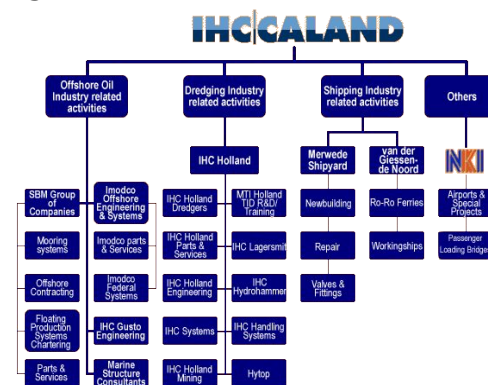 IHC CALAND
Offshore Oil
Industry related
activities
Dredging Industry
related activities
Shipping Industry
related activities
Others
IHC Holland
Merwede
Shipyard
van der
Giessen-
de Noord
NKI
SBM Group
of
Companies
Imodco
Offshore
Engineering
& Systems
IHC Holland
Dredgers
MTI Holland
TID R&D/
Training
Newbuilding
Ro-Ro Ferries
Airports &
Special
Projects
Mooring
systems
Imodco parts
& Services
IHC Holland
Parts &
Services
IHC Lagersmit
Repair
Workingships
Passenger
Loading Bridges
Offshore
Contracting
Imodco
Federal
Systems
IHC Holland
Engineering
IHC
Hydrohammer
Valves &
Fittings
Floating
Production
Systems
Chartering
IHC Gusto
Engineering
IHC Systems
IHC Handling
Systems
Parts &
Services
Marine
Structure
Consultants
IHC Holland
Mining
Hytop